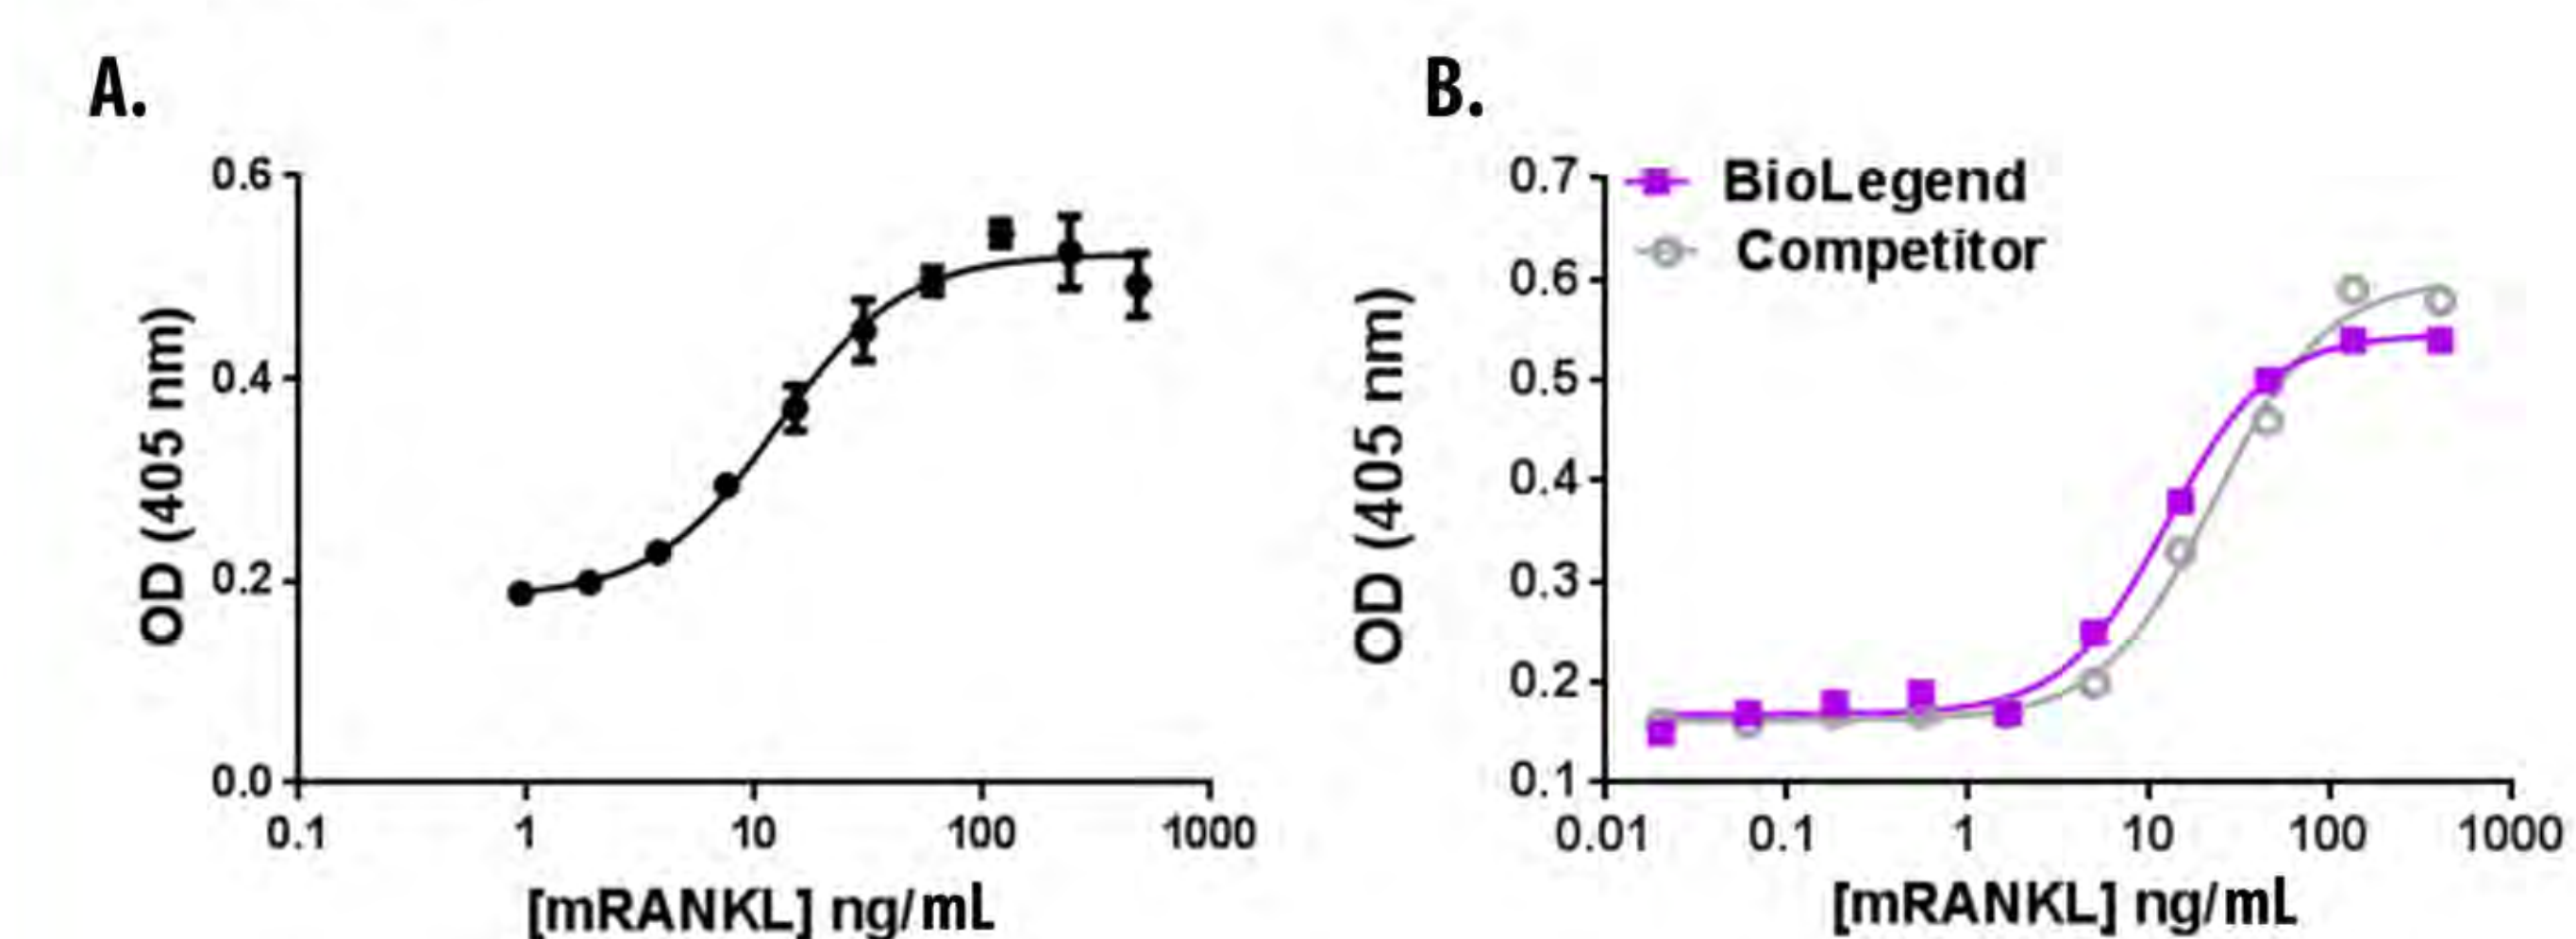 A.
0.6
0.4
0.2
0.0
OD (405 nm)
0.1 1 10 100 1000
[mRANKL] ng/mL
B.
BioLegend
Competitor
0.7
0.6
0.5
0.4
0.3
0.2
0.1
OD (405 nm)
0.01 0.1 1 10 100 1000
[mRANKL] ng/mL